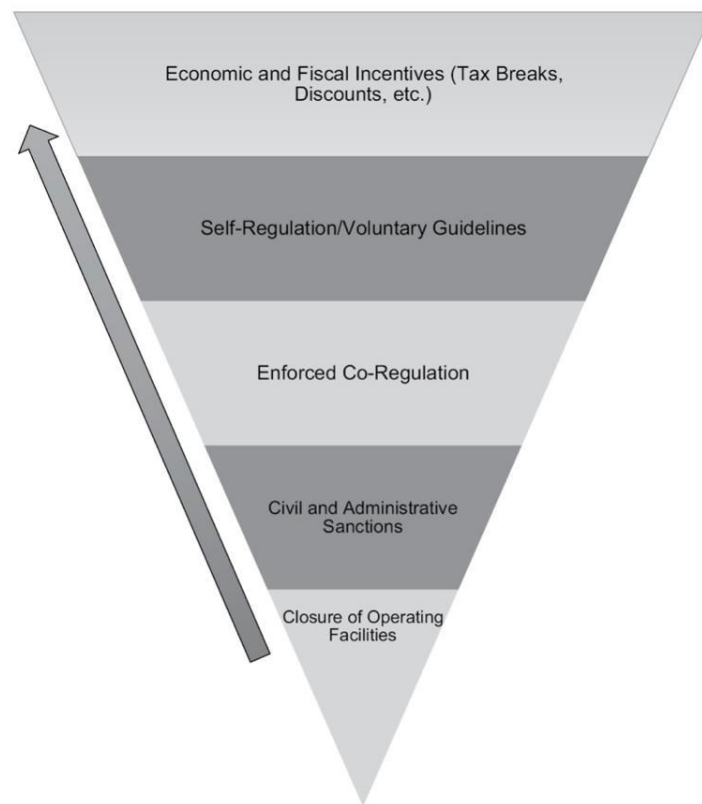 Economic and Fiscal Incentives (Tax Breaks,
Discounts, etc.)
Self-Regulation/Voluntary Guidelines
Enforced Co-Regulation
Civil and Administrative
Sanctions
Closure of Operating
Facilities